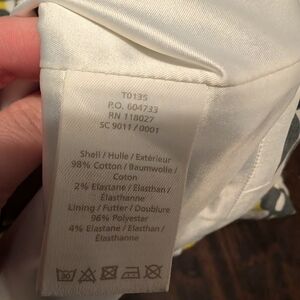 T0135
P.O. 604733
RN 118027
SC 9011 / 0001
Shell / Hulle / Extérieur
98% Cotton / Baumwolle /
Coton
2% Elastane / Elasthan /
Élasthanne
Lining / Futter / Doublure
96% Polyester
4% Elastane / Elasthan /
Élasthanne